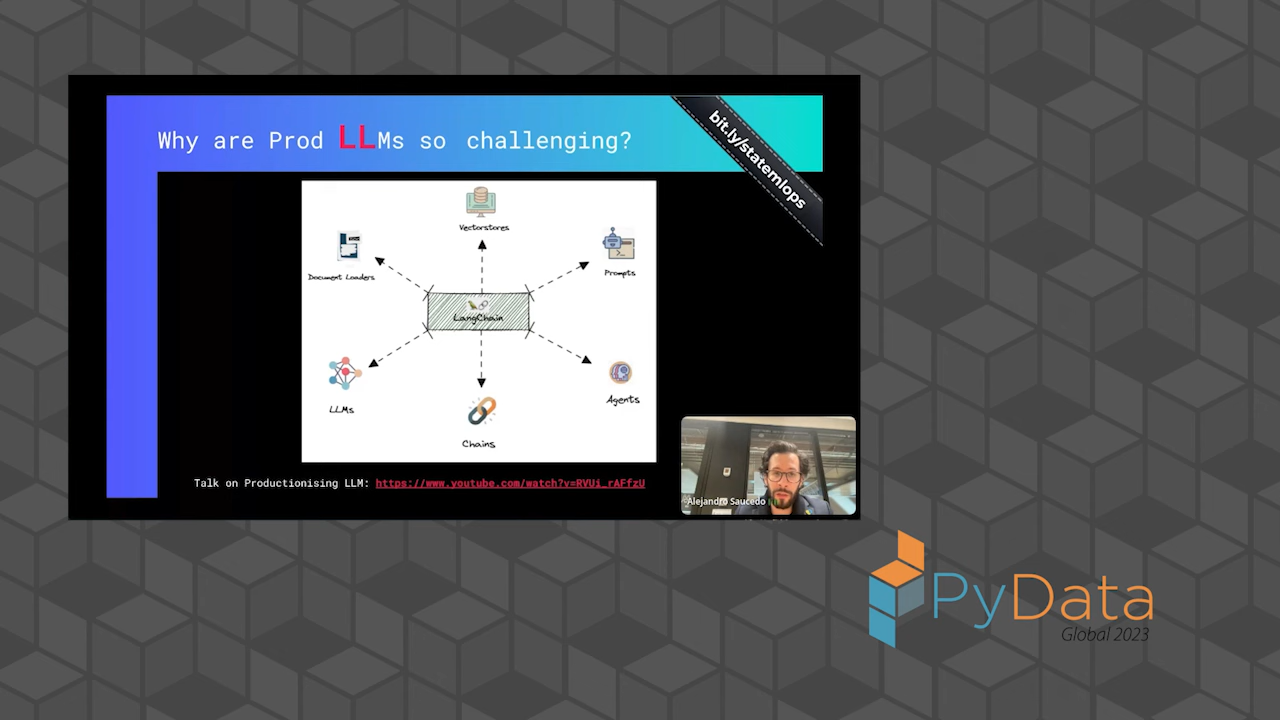 Why are Prod LLMs so challenging?
bit.ly/statemlops
Vectorstores
Document Loaders
Prompts
LangChain
LLMs
Agents
Chains
Talk on Productionising LLM: https://www.youtube.com/watch?v=RVUi_rAFfzU
Alejandro Saucedo
PyData
Global 2023